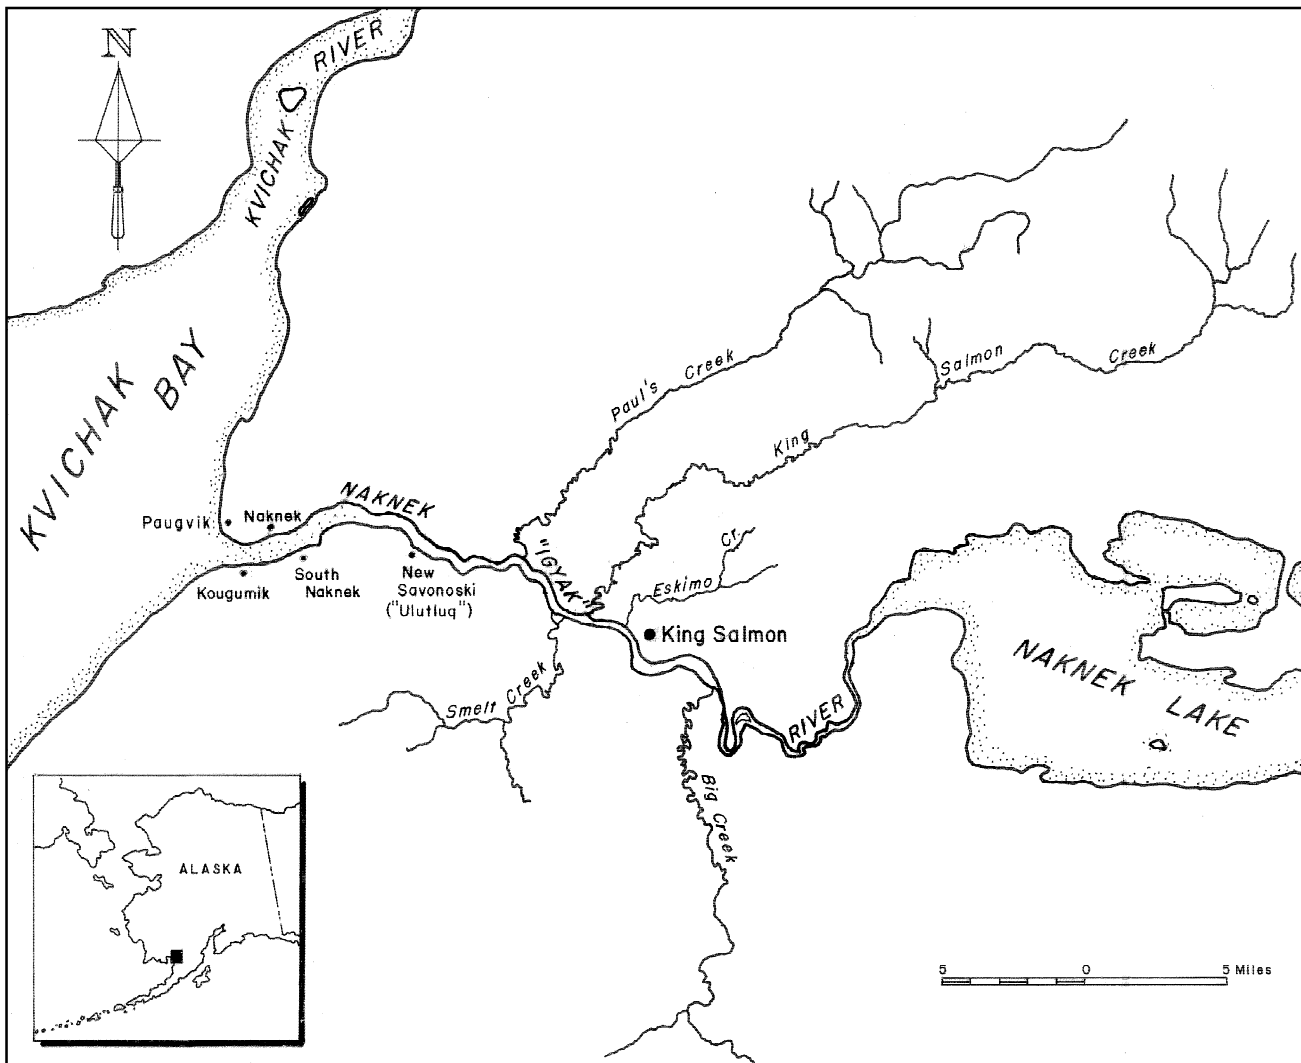 N
KVICHAK RIVER
KVICHAK BAY
Paul's Creek
King Salmon Creek
NAKNEK RIVER
Paugvik
Naknek
"IGYAK"
Eskimo Cr.
Kougumik
South
Naknek
New
Savonoski
("Ulutluq")
King Salmon
NAKNEK LAKE
Smelt Creek
Big Creek
ALASKA
5 0 5 Miles